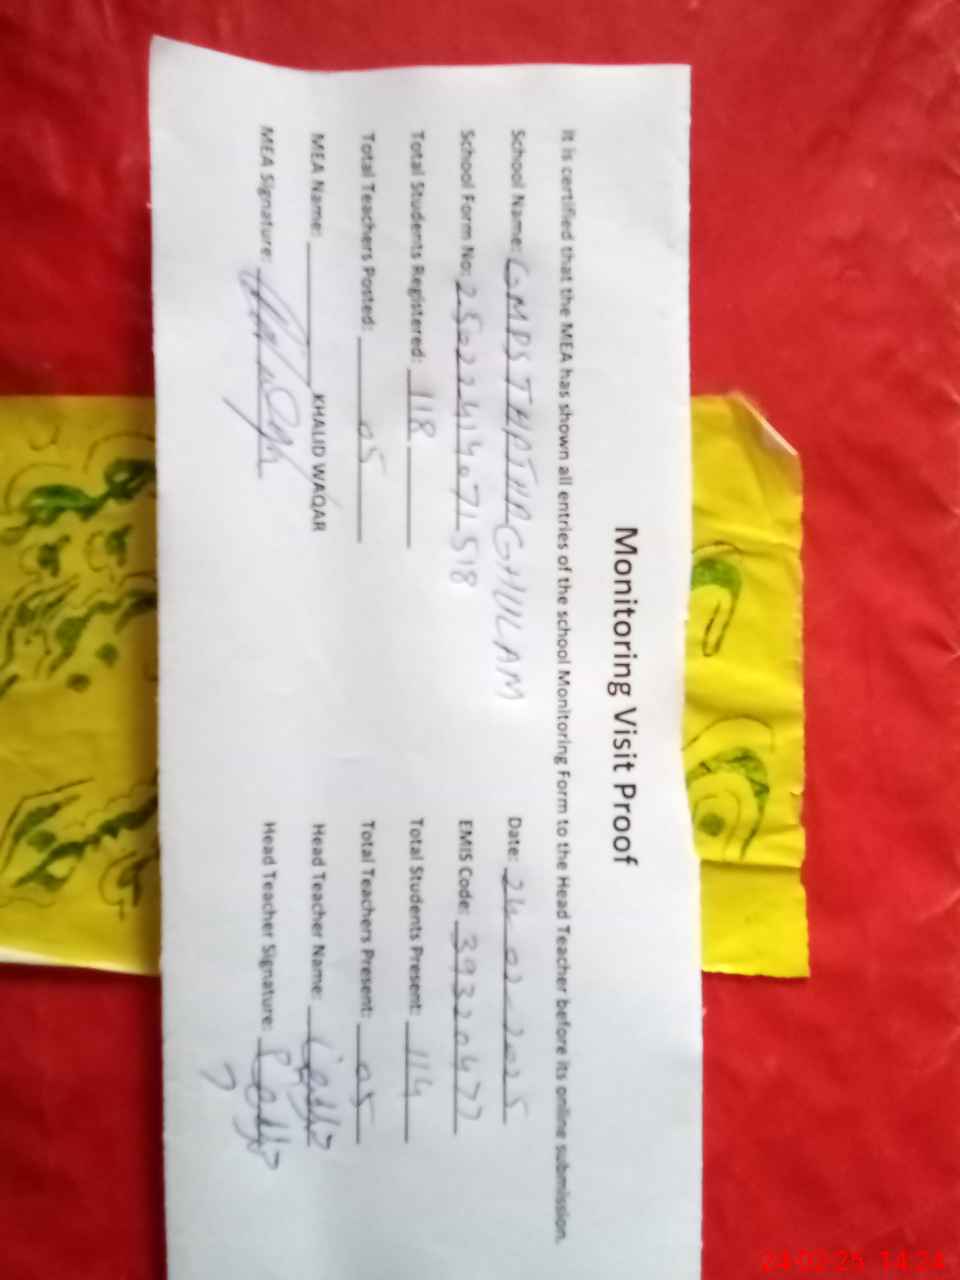 Monitoring Visit Proof
It is certified that the MEA has shown all entries of the school Monitoring Form to the Head Teacher before its online submission.
School Name: GMPS THATHA GHULAM Date: 24-02-2025
School Form No: 25022414071518 EMIS Code: 39320477
Total Students Registered: 118 Total Students Present: 114
Total Teachers Posted: 05 Total Teachers Present: 05
MEA Name: KHALID WAQAR Head Teacher Name:
MEA Signature: Head Teacher Signature:
24-02-25 14:24